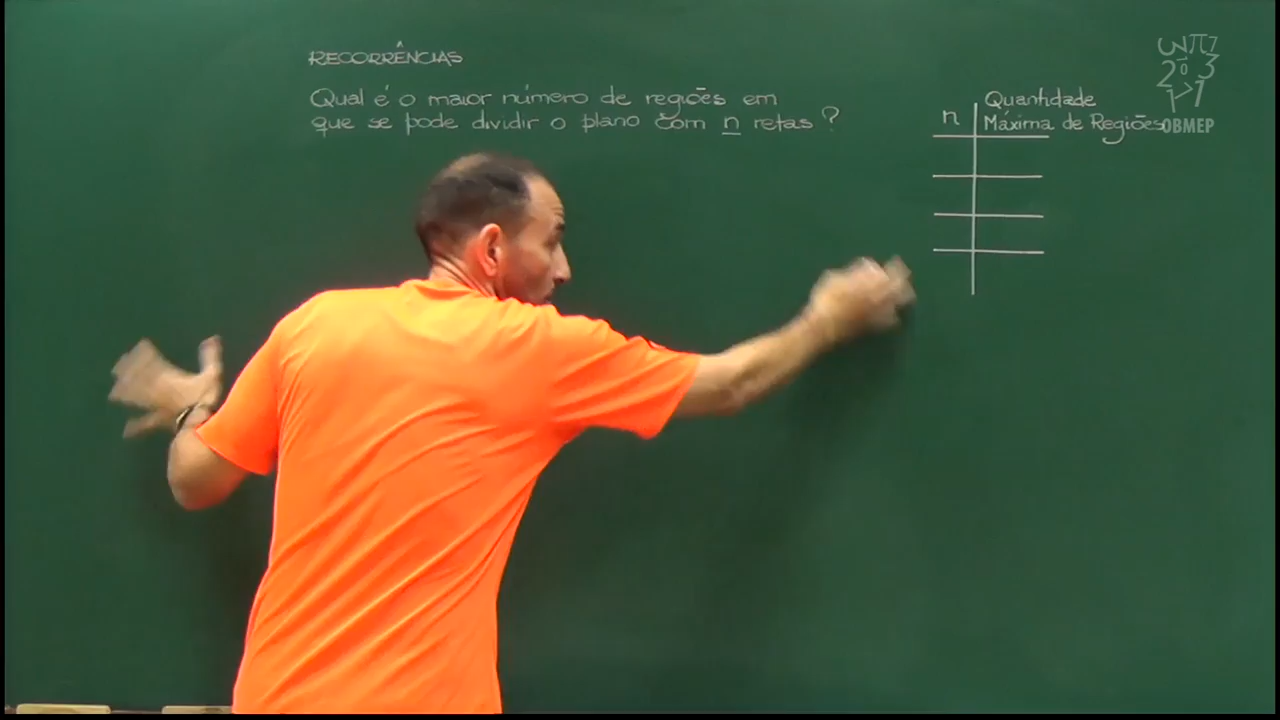 RECORRÊNCIAS
Qual é o maior número de regiões em
que se pode dividir o plano com n retas?
n
Quantidade
Máxima de Regiões
OBMEP